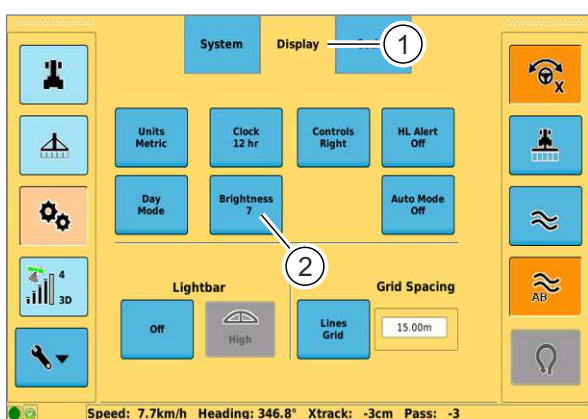 System
Display
1
Units
Metric
Clock
12 hr
Controls
Right
HL Alert
Off
X
Day
Mode
Brightness
7
Auto Mode
Off
2
4
3D
Lightbar
Grid Spacing
Off
High
Lines
Grid
15.00m
AB
Speed: 7.7km/h Heading: 346.8° Xtrack: -3cm Pass: -3